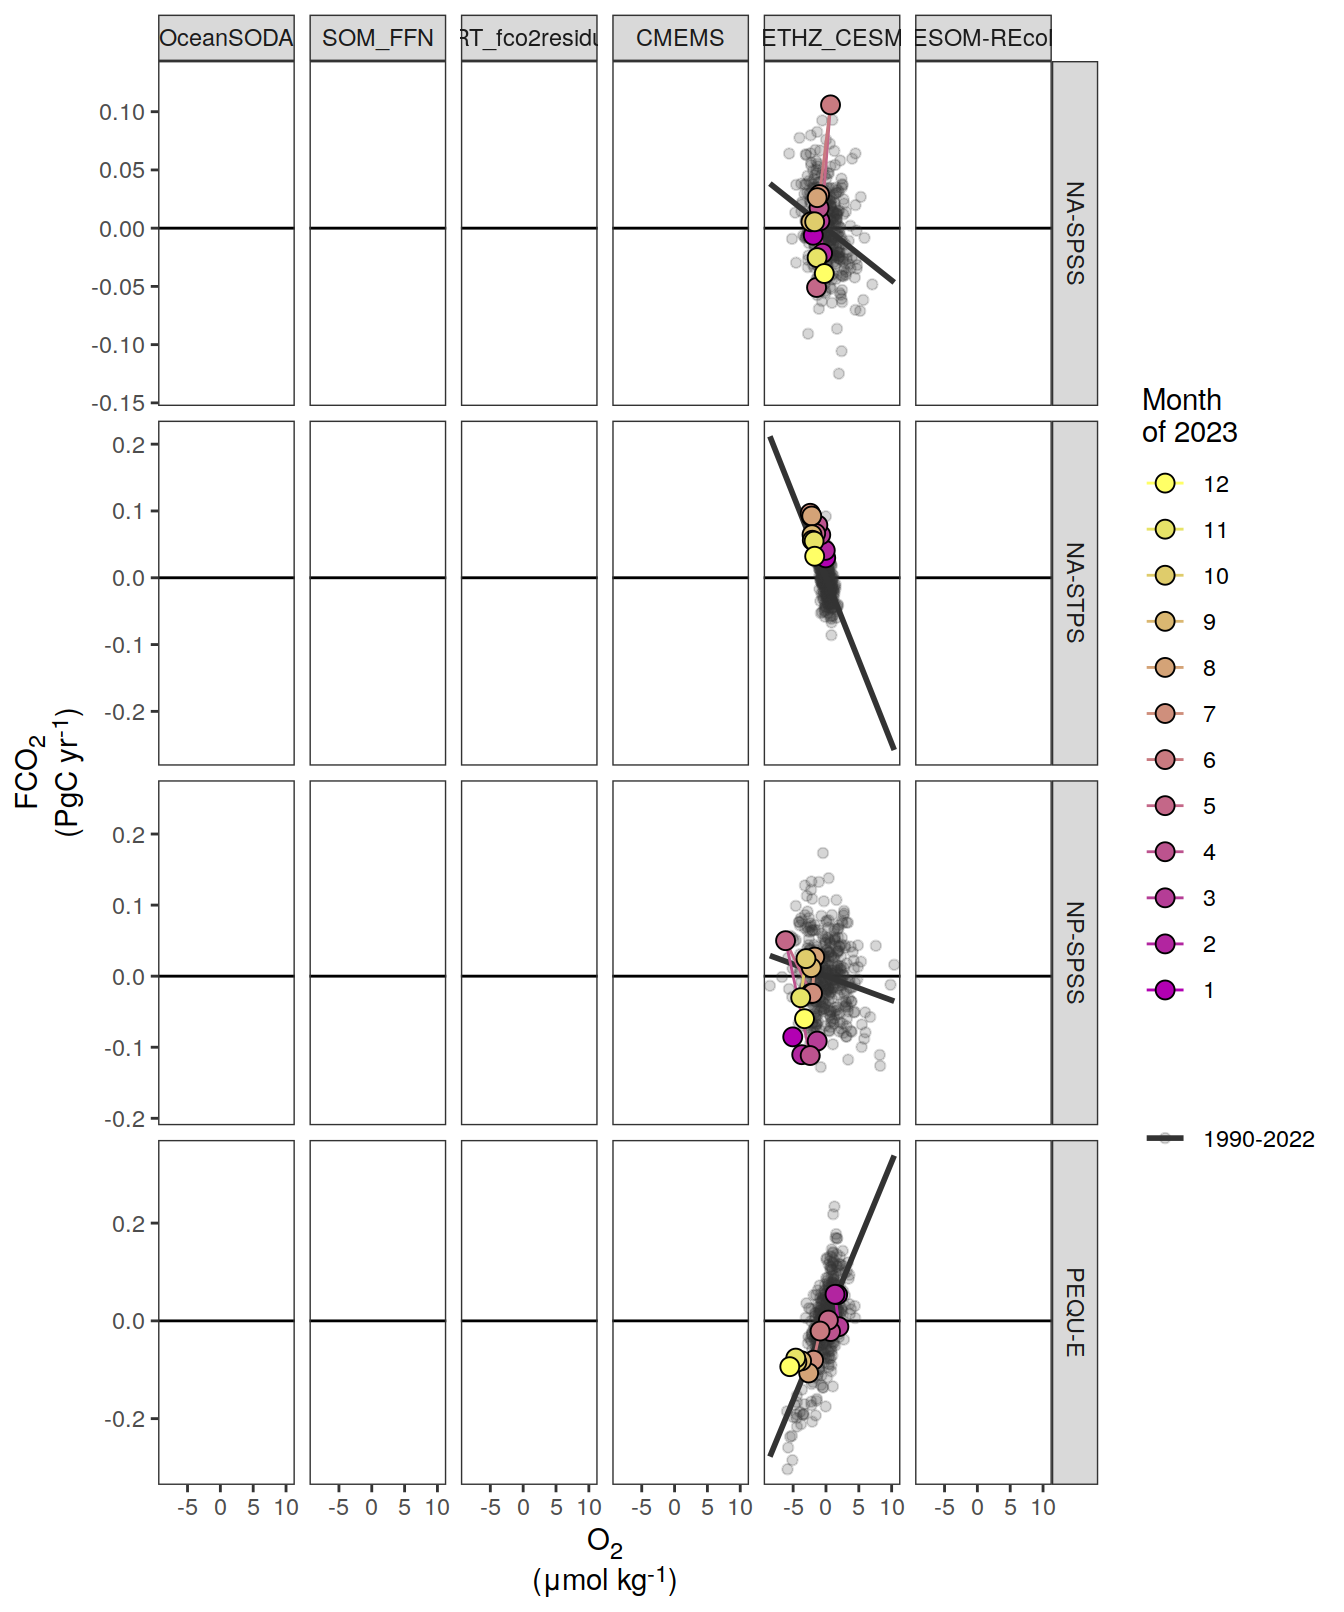 OceanSODA SOM_FFN RT_fco2residu CMEMS ETHZ_CESM ESOM-REcoI
0.10
0.05
0.00
-0.05
-0.10
-0.15
NA-SPSS
0.2
0.1
0.0
-0.1
-0.2
NA-STPS
0.2
0.1
0.0
-0.1
-0.2
NP-SPSS
0.2
0.0
-0.2
PEQU-E
-5 0 5 10 -5 0 5 10 -5 0 5 10 -5 0 5 10 -5 0 5 10 -5 0 5 10
O2
(µmol kg-1)
FCO2
(PgC yr-1)
Month
of 2023
12
11
10
9
8
7
6
5
4
3
2
1
1990-2022